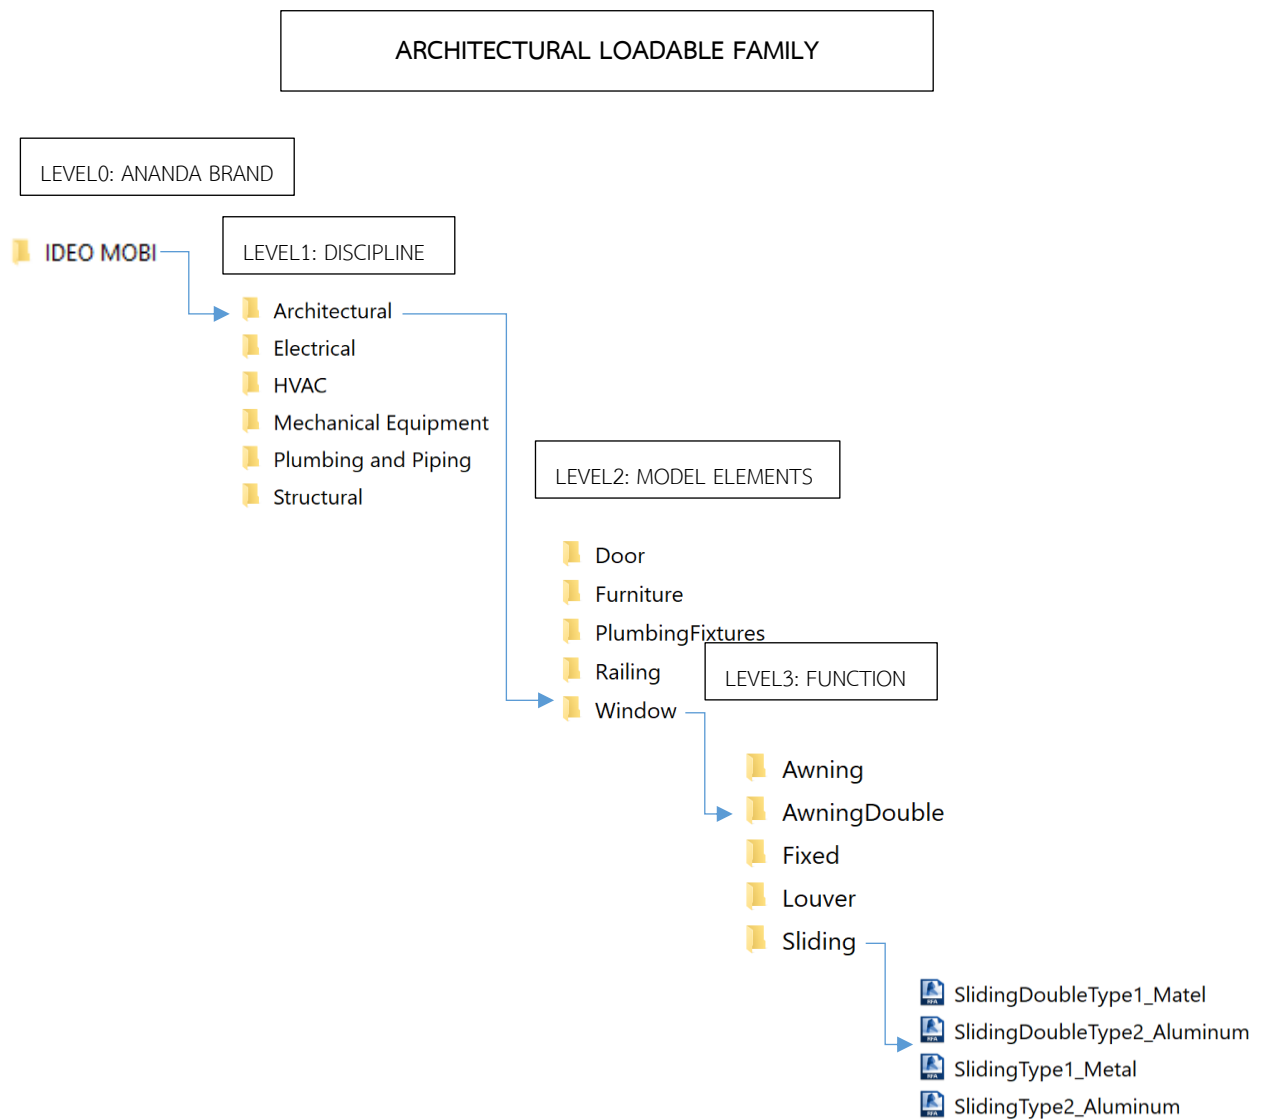 ARCHITECTURAL LOADABLE FAMILY
LEVEL0: ANANDA BRAND
IDEO MOBI
LEVEL1: DISCIPLINE
Architectural
Electrical
HVAC
Mechanical Equipment
Plumbing and Piping
Structural
LEVEL2: MODEL ELEMENTS
Door
Furniture
PlumbingFixtures
Railing
Window
LEVEL3: FUNCTION
Awning
AwningDouble
Fixed
Louver
Sliding
SlidingDoubleType1_Matel
SlidingDoubleType2_Aluminum
SlidingType1_Metal
SlidingType2_Aluminum